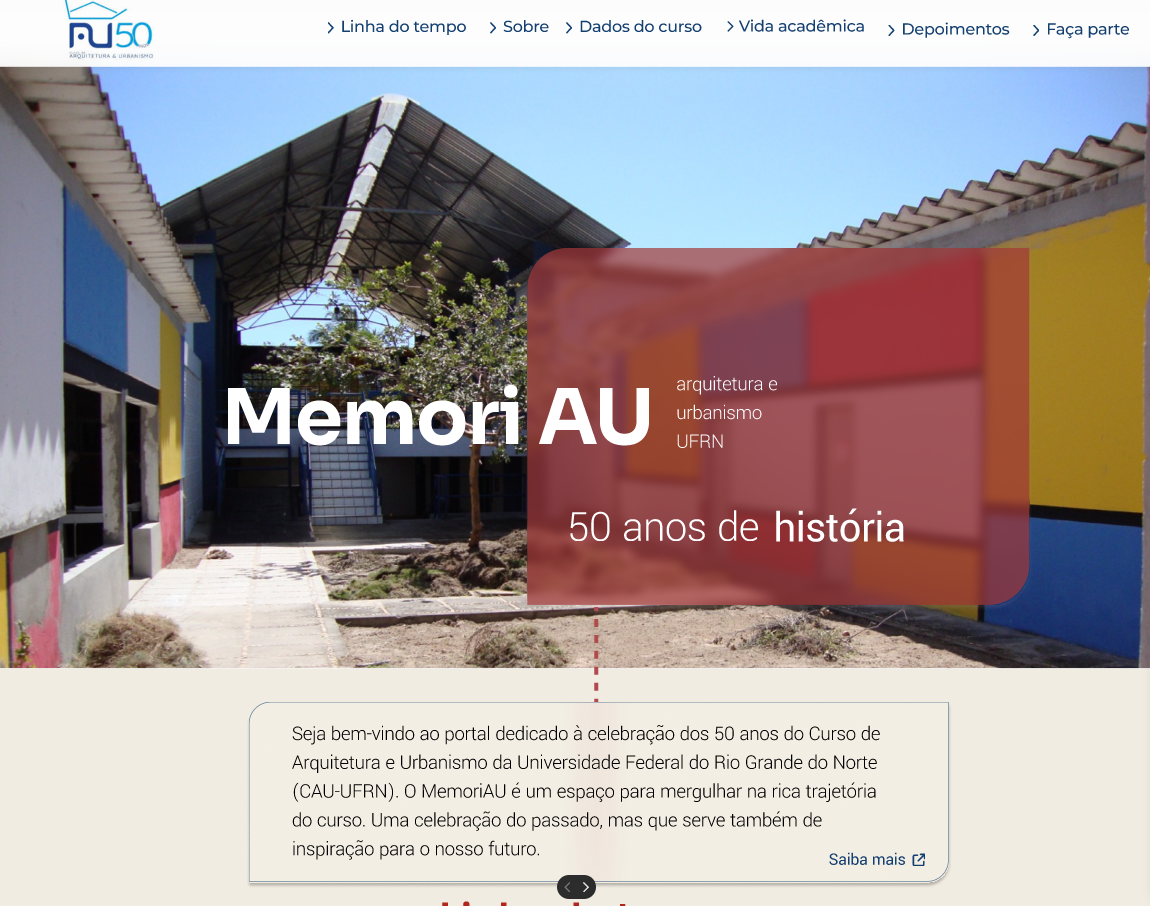 AU50
ARQUITETURA & URBANISMO
Linha do tempo
Sobre
Dados do curso
Vida acadêmica
Depoimentos
Faça parte
Memori AU
arquitetura e
urbanismo
UFRN
50 anos de história
Seja bem-vindo ao portal dedicado à celebração dos 50 anos do Curso de
Arquitetura e Urbanismo da Universidade Federal do Rio Grande do Norte
(CAU-UFRN). O MemoriAU é um espaço para mergulhar na rica trajetória
do curso. Uma celebração do passado, mas que serve também de
inspiração para o nosso futuro.
Saiba mais